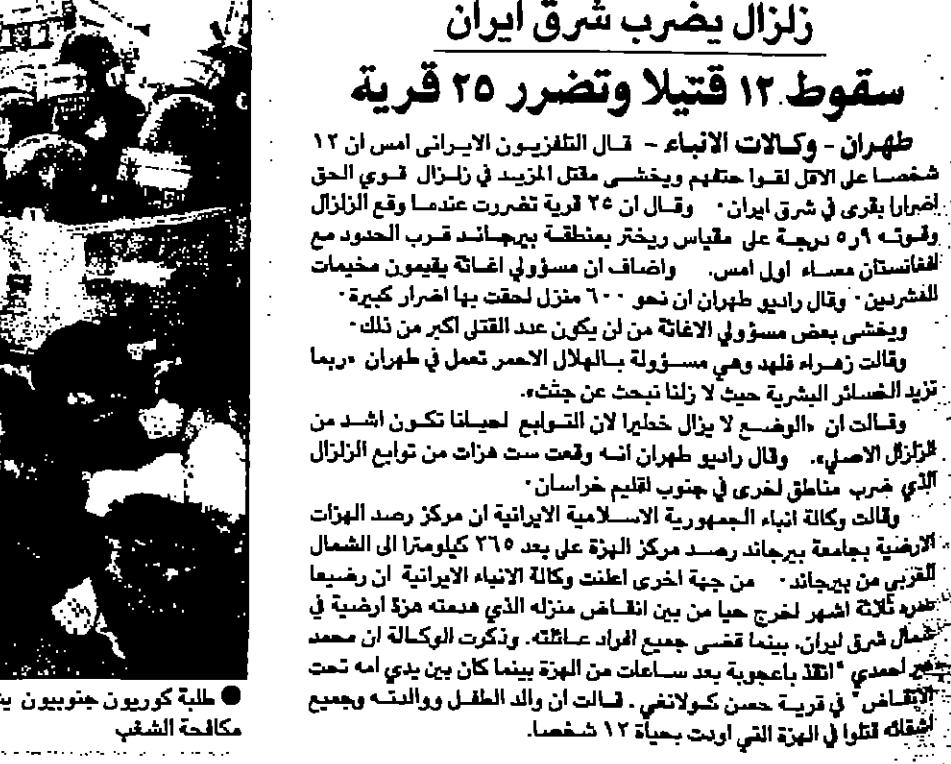 زلزال يضرب شرق ايران
سقوط ١٢ قتيلا وتضرر ٢٥ قرية
طهران - وكالات الانباء - قال التلفزيون الايرانى امس ان ١٢
شخصا على الاقل لقوا حتفهم ويخشى مقتل المزيد في زلزال قوي الحق
اضرارا بقرى في شرق ايران ٠ وقال ان ٢٥ قرية تضررت عندما وقع الزلزال
وقوته ٥٫٩ درجة على مقياس ريختر بمنطقة بيرجاند قرب الحدود مع
افغانستان مساء اول امس. واضاف ان مسؤولي اغاثة يقيمون مخيمات
للمشردين ٠ وقال راديو طهران ان نحو ٦٠٠ منزل لحقت بها اضرار كبيرة ٠
ويخشى بعض مسؤولي الاغاثة من لن يكون عدد القتلى اكبر من ذلك ٠
وقالت زهراء فلهد وهي مسؤولة بالهلال الاحمر تعمل في طهران «ربما
تزيد الخسائر البشرية حيث لا زلنا نبحث عن جثث».
وقالت ان «الوضع لا يزال خطيرا لان التوابع احيانا تكون اشد من
الزلزال الاصلي». وقال راديو طهران انه وقعت ست هزات من توابع الزلزال
الذي ضرب مناطق اخرى في جنوب اقليم خراسان ٠
وقالت وكالة انباء الجمهورية الاسلامية الايرانية ان مركز رصد الهزات
الارضية بجامعة بيرجاند رصد مركز الهزة على بعد ٢٦٥ كيلومترا الى الشمال
الغربي من بيرجاند ٠ من جهة اخرى اعلنت وكالة الانباء الايرانية ان رضيعا
عمره ثلاثة اشهر اخرج حيا من بين انقاض منزله الذي هدمته هزة ارضية في
شمال شرق ايران، بينما قضى جميع افراد عائلته. وذكرت الوكالة ان محمد
احمدي "انقذ باعجوبة بعد ساعات من الهزة بينما كان بين يدي امه تحت
الانقاض" في قرية حسن كولانغي. قالت ان والد الطفل ووالدته وجميع
اشقائه قتلوا في الهزة التي اودت بحياة ١٢ شخصا.
● طلبة كوريون جنوبيون
مكافحة الشغب